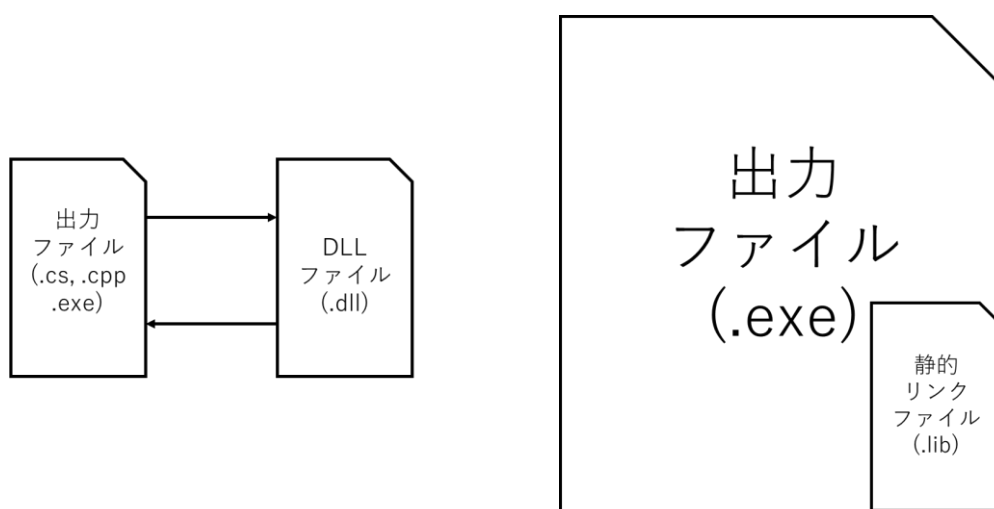 出力
ファイル
(.cs, .cpp
.exe)
DLL
ファイル
(.dll)
出力
ファイル
(.exe)
静的
リンク
ファイル
(.lib)